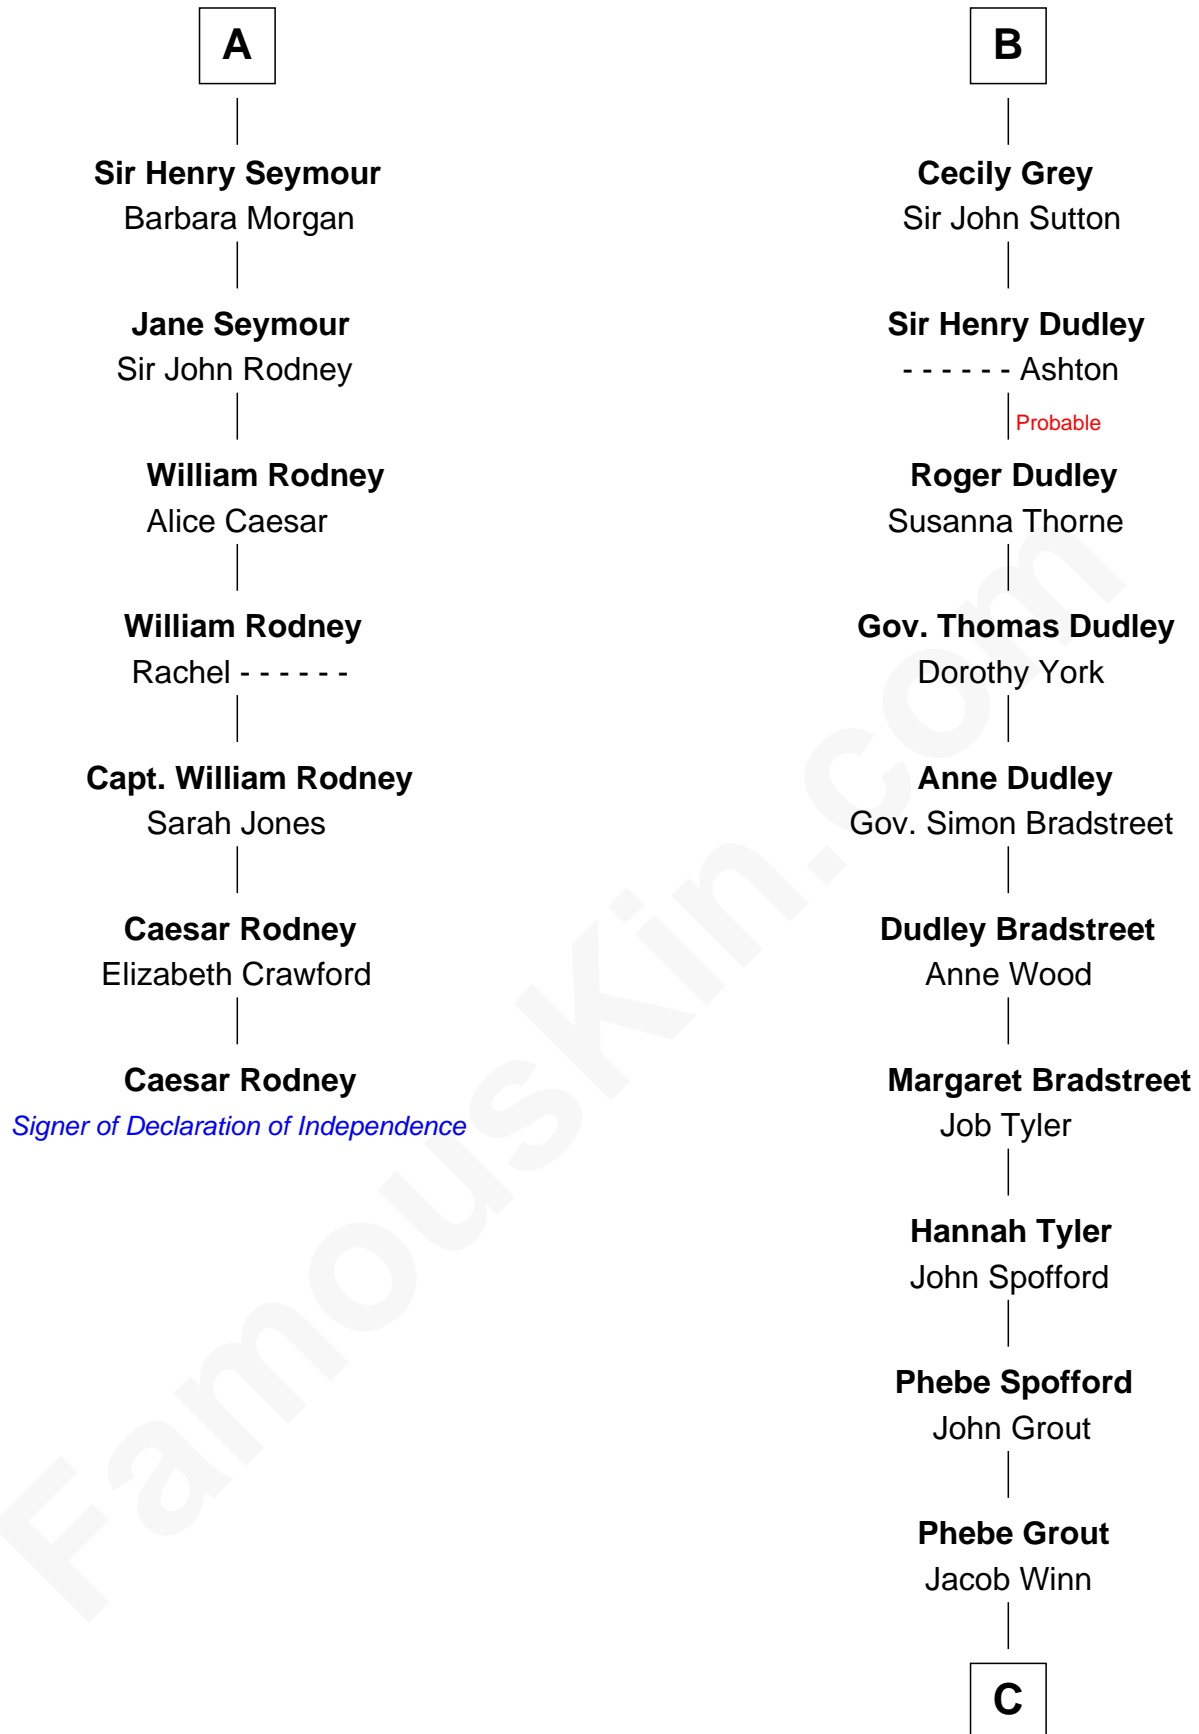 A
Sir Henry Seymour
Barbara Morgan
Jane Seymour
Sir John Rodney
William Rodney
Alice Caesar
William Rodney
Rachel - - - - - -
Capt. William Rodney
Sarah Jones
Caesar Rodney
Elizabeth Crawford
Caesar Rodney
Signer of Declaration of Independence
B
Cecily Grey
Sir John Sutton
Sir Henry Dudley
- - - - - - Ashton
Probable
Roger Dudley
Susanna Thorne
Gov. Thomas Dudley
Dorothy York
Anne Dudley
Gov. Simon Bradstreet
Dudley Bradstreet
Anne Wood
Margaret Bradstreet
Job Tyler
Hannah Tyler
John Spofford
Phebe Spofford
John Grout
Phebe Grout
Jacob Winn
C
FamousKin.com